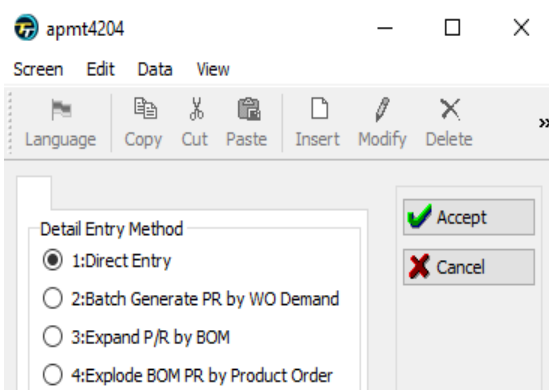 apmt4204
Screen Edit Data View
Language Copy Cut Paste Insert Modify Delete »
Detail Entry Method
Accept
1:Direct Entry
Cancel
2:Batch Generate PR by WO Demand
3:Expand P/R by BOM
4:Explode BOM PR by Product Order